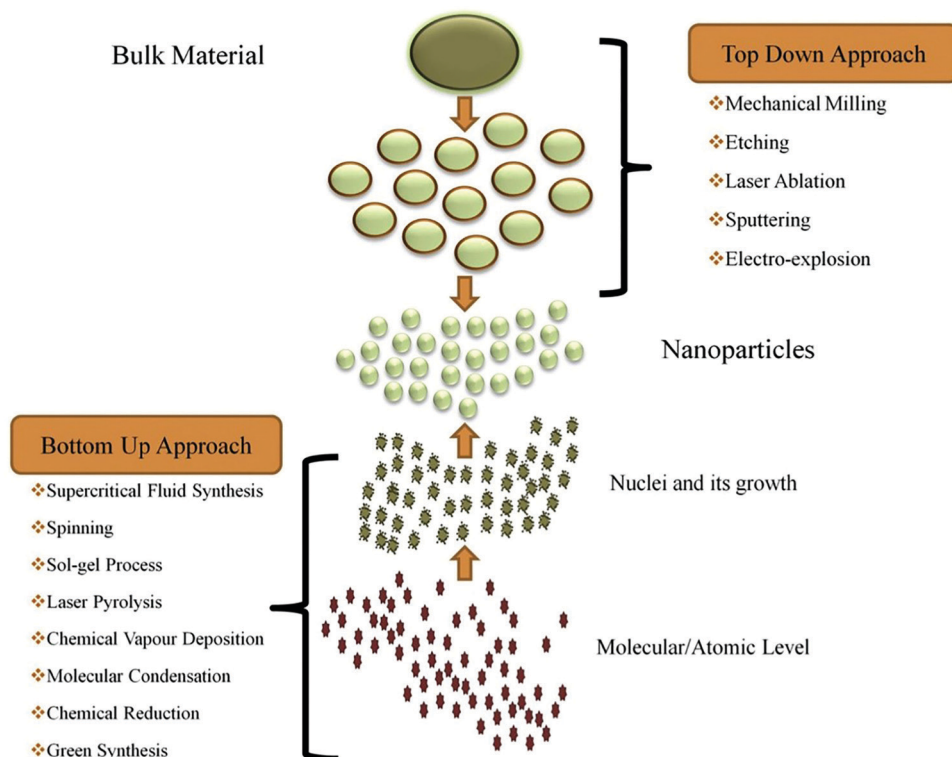 Bulk Material
Top Down Approach
❖Mechanical Milling
❖Etching
❖Laser Ablation
❖Sputtering
❖Electro-explosion
Nanoparticles
Bottom Up Approach
❖Supercritical Fluid Synthesis
❖Spinning
❖Sol-gel Process
❖Laser Pyrolysis
❖Chemical Vapour Deposition
❖Molecular Condensation
❖Chemical Reduction
❖Green Synthesis
Nuclei and its growth
Molecular/Atomic Level